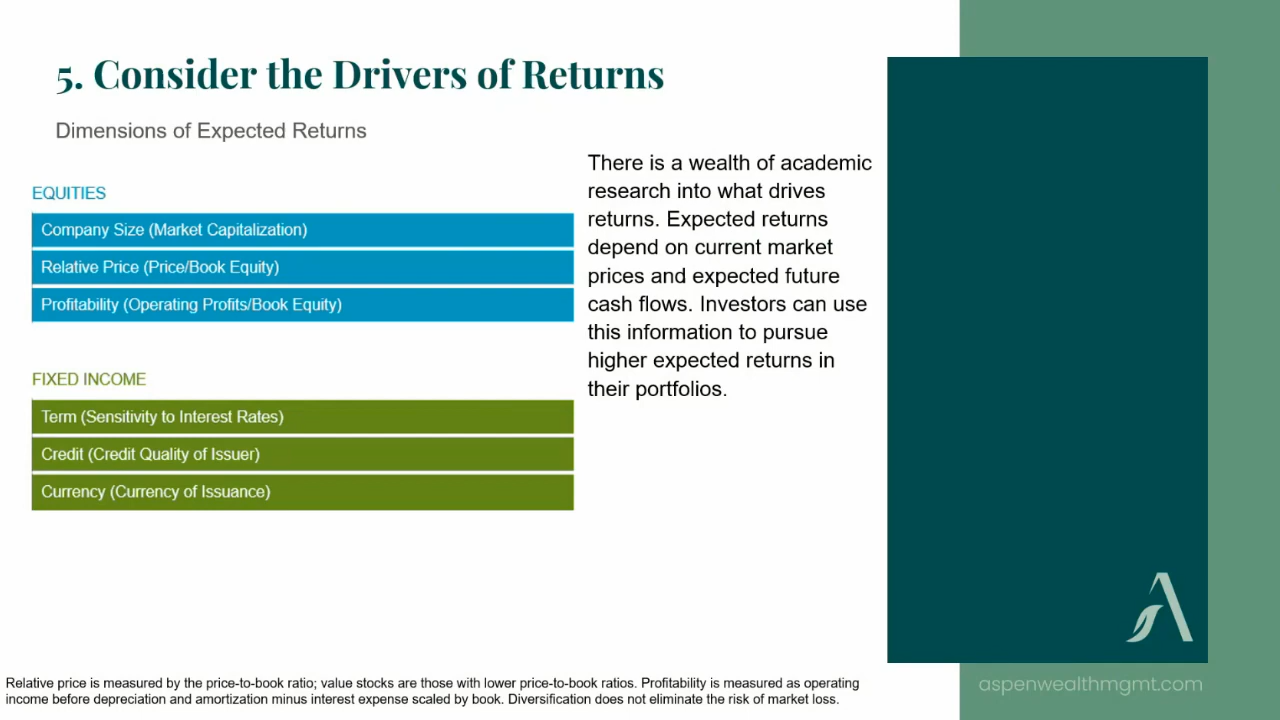 5. Consider the Drivers of Returns
Dimensions of Expected Returns
EQUITIES
Company Size (Market Capitalization)
Relative Price (Price/Book Equity)
Profitability (Operating Profits/Book Equity)
FIXED INCOME
Term (Sensitivity to Interest Rates)
Credit (Credit Quality of Issuer)
Currency (Currency of Issuance)
There is a wealth of academic
research into what drives
returns. Expected returns
depend on current market
prices and expected future
cash flows. Investors can use
this information to pursue
higher expected returns in
their portfolios.
Relative price is measured by the price-to-book ratio; value stocks are those with lower price-to-book ratios. Profitability is measured as operating
income before depreciation and amortization minus interest expense scaled by book. Diversification does not eliminate the risk of market loss.
aspenwealthmgmt.com